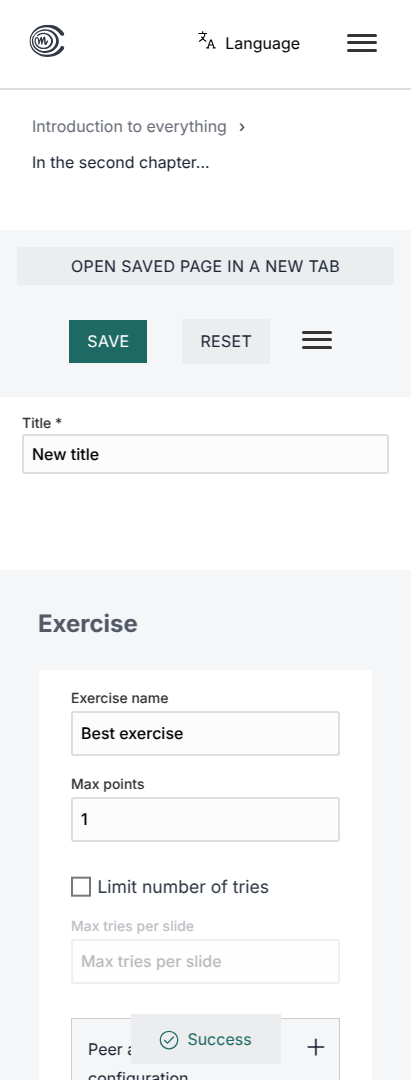 Language
Introduction to everything ›
In the second chapter...
OPEN SAVED PAGE IN A NEW TAB
SAVE
RESET
Title *
New title
Exercise
Exercise name
Best exercise
Max points
1
Limit number of tries
Max tries per slide
Max tries per slide
Peer
Success
configuration